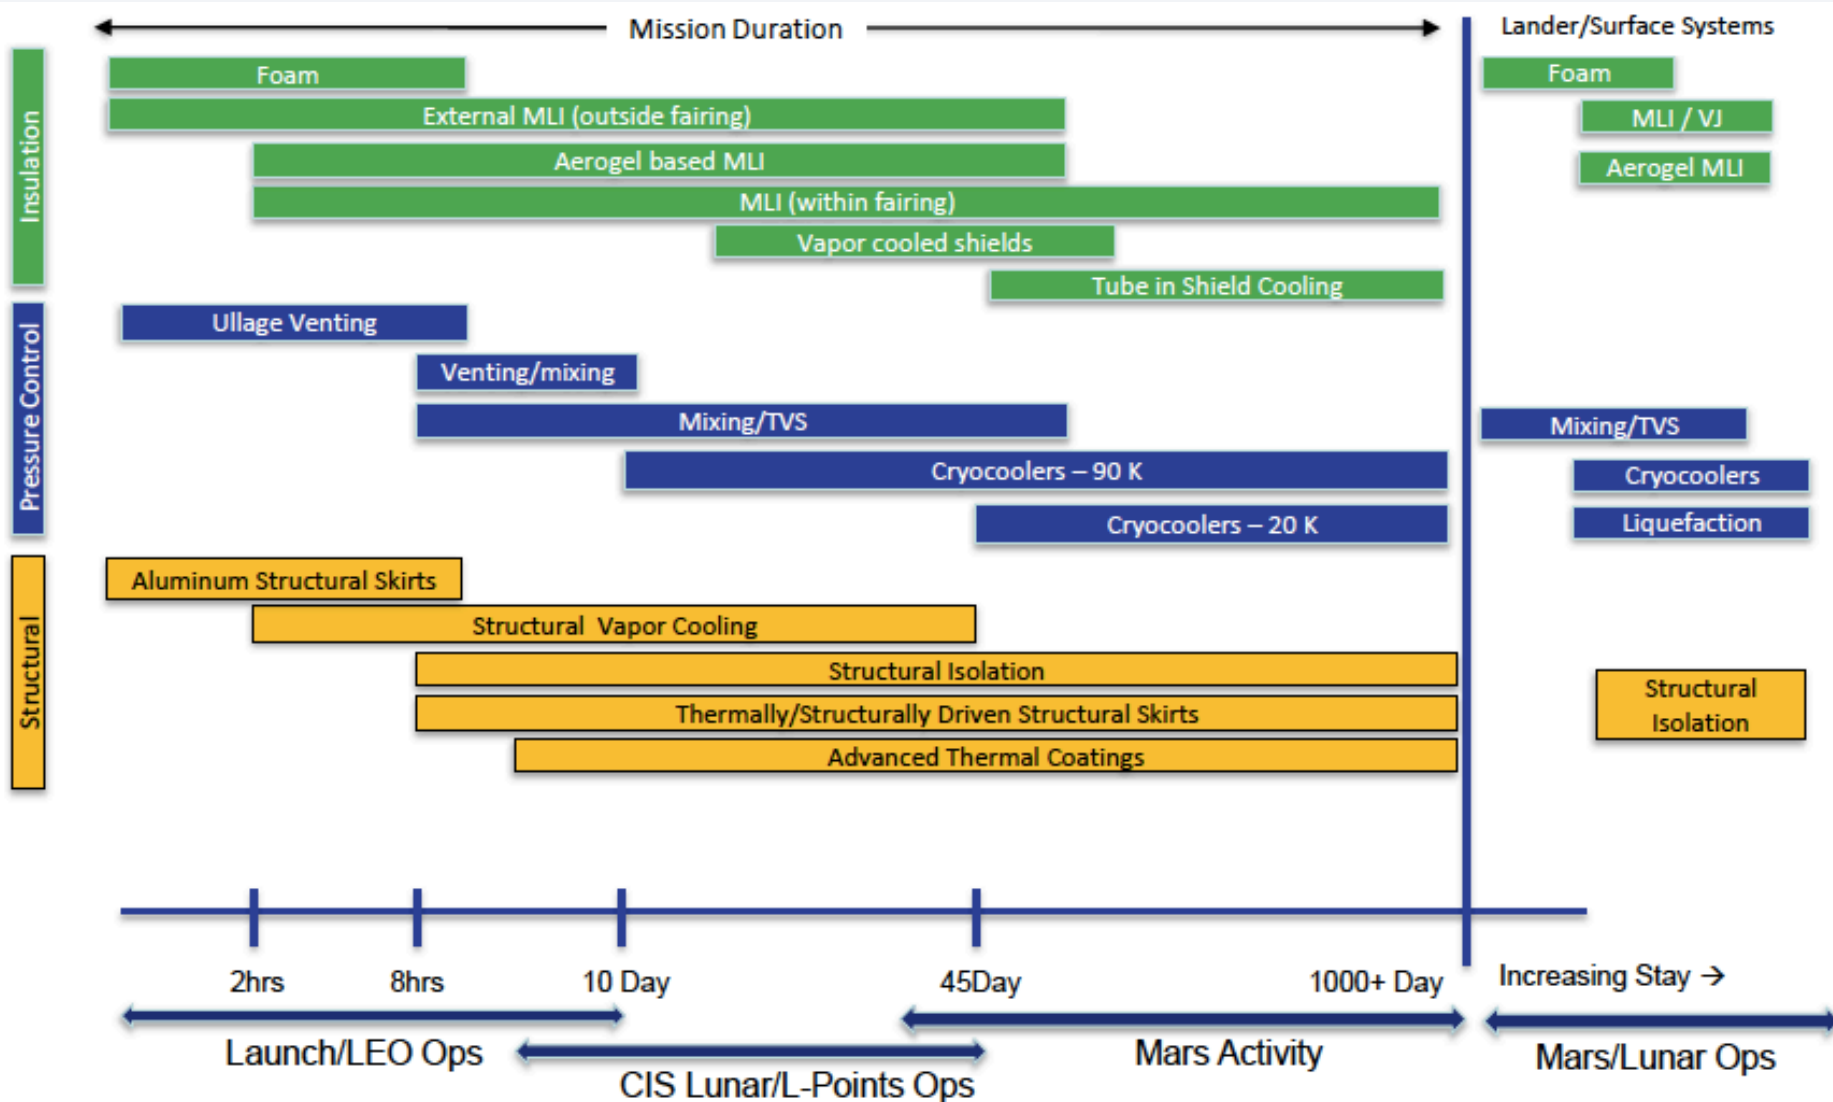 Mission Duration
Lander/Surface Systems
Insulation
Foam
External MLI (outside fairing)
Aerogel based MLI
MLI (within fairing)
Vapor cooled shields
Tube in Shield Cooling
Foam
MLI / VJ
Aerogel MLI
Pressure Control
Ullage Venting
Venting/mixing
Mixing/TVS
Cryocoolers – 90 K
Cryocoolers – 20 K
Mixing/TVS
Cryocoolers
Liquefaction
Structural
Aluminum Structural Skirts
Structural  Vapor Cooling
Structural Isolation
Thermally/Structurally Driven Structural Skirts
Advanced Thermal Coatings
Structural
Isolation
2hrs
8hrs
10 Day
45Day
1000+ Day
Increasing Stay →
Launch/LEO Ops
CIS Lunar/L-Points Ops
Mars Activity
Mars/Lunar Ops